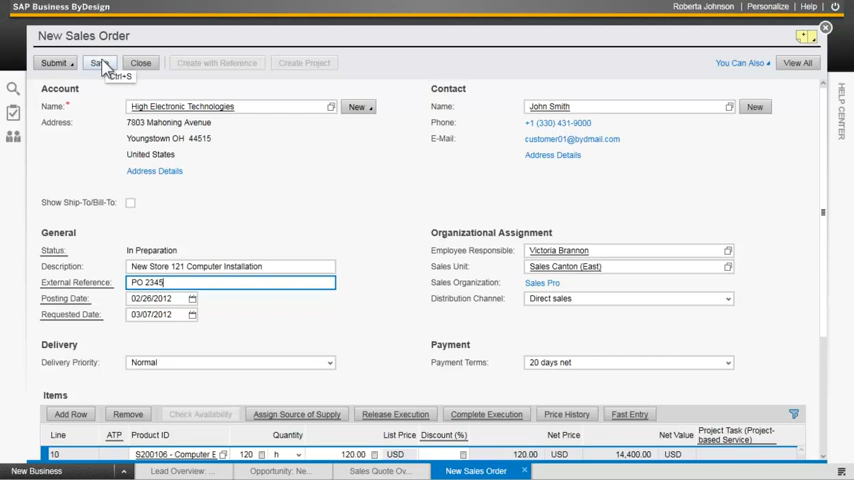 SAP Business ByDesign
Roberta Johnson | Personalize | Help
New Sales Order
Submit Close Create with Reference Create Project You Can Also View All
Ctrl+S
Account Contact
Name:* High Electronic Technologies New Name: John Smith New
Address: 7803 Mahoning Avenue Phone: +1 (330) 431-9000
Youngstown OH 44515 E-Mail: customer01@bydmail.com
United States Address Details
Address Details
Show Ship-To/Bill-To:
General Organizational Assignment
Status: In Preparation Employee Responsible: Victoria Brannon
Description: New Store 121 Computer Installation Sales Unit: Sales Canton (East)
External Reference: PO 2345 Sales Organization: Sales Pro
Posting Date: 02/26/2012 Distribution Channel: Direct sales
Requested Date: 03/07/2012
Delivery Payment
Delivery Priority: Normal Payment Terms: 20 days net
Items
Add Row Remove Check Availability Assign Source of Supply Release Execution Complete Execution Price History Fast Entry
Line ATP Product ID Quantity List Price Discount (%) Net Price Net Value Project Task (Project-
based Service)
10 S200106 - Computer E 120 h 120.00 USD 120.00 USD 14,400.00 USD
New Business Lead Overview: ... Opportunity: Ne... Sales Quote Ov... New Sales Order
HELP CENTER